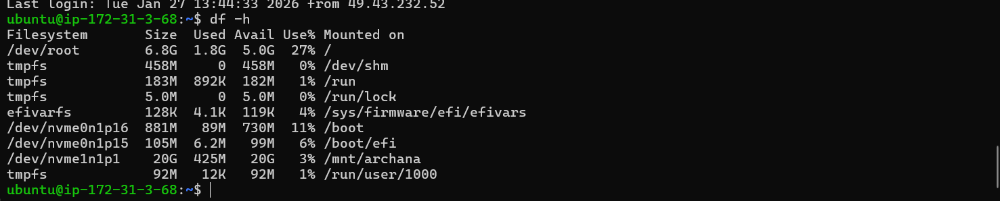 Last login: Tue Jan 27 13:44:33 2026 from 49.43.232.52
ubuntu@ip-172-31-3-68:~$ df -h
Filesystem       Size  Used Avail Use% Mounted on
/dev/root        6.8G  1.8G  5.0G  27% /
tmpfs            458M     0  458M   0% /dev/shm
tmpfs            183M  892K  182M   1% /run
tmpfs            5.0M     0  5.0M   0% /run/lock
efivarfs         128K  4.1K  119K   4% /sys/firmware/efi/efivars
/dev/nvme0n1p16  881M   89M  730M  11% /boot
/dev/nvme0n1p15  105M  6.2M   99M   6% /boot/efi
/dev/nvme1n1p1    20G  425M   20G   3% /mnt/archana
tmpfs             92M   12K   92M   1% /run/user/1000
ubuntu@ip-172-31-3-68:~$